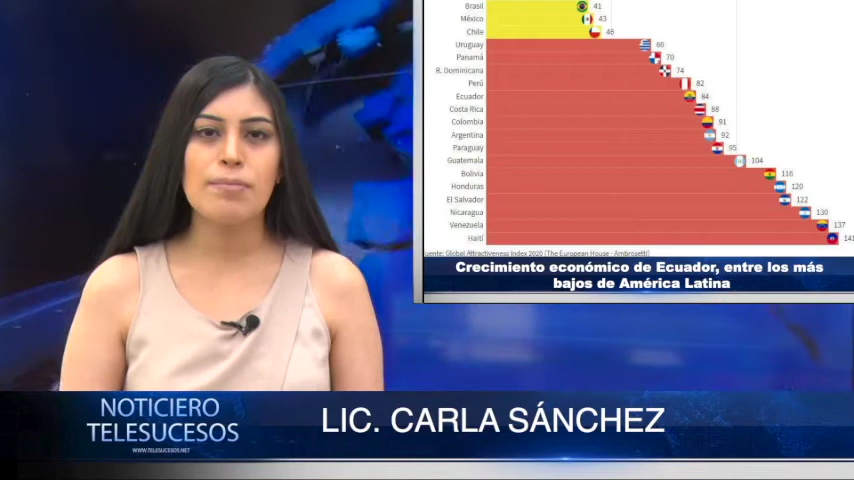 Brasil 41
México 43
Chile 46
Uruguay 66
Panamá 70
R. Dominicana 74
Perú 82
Ecuador 84
Costa Rica 88
Colombia 91
Argentina 92
Paraguay 95
Guatemala 104
Bolivia 116
Honduras 120
El Salvador 122
Nicaragua 130
Venezuela 137
Haití 141
uente: Global Attractiveness Index 2020 (The European House - Ambrosetti)
Crecimiento económico de Ecuador, entre los más
bajos de América Latina
NOTICIERO
TELESUCESOS
WWW.TELESUCESOS.NET
LIC. CARLA SÁNCHEZ